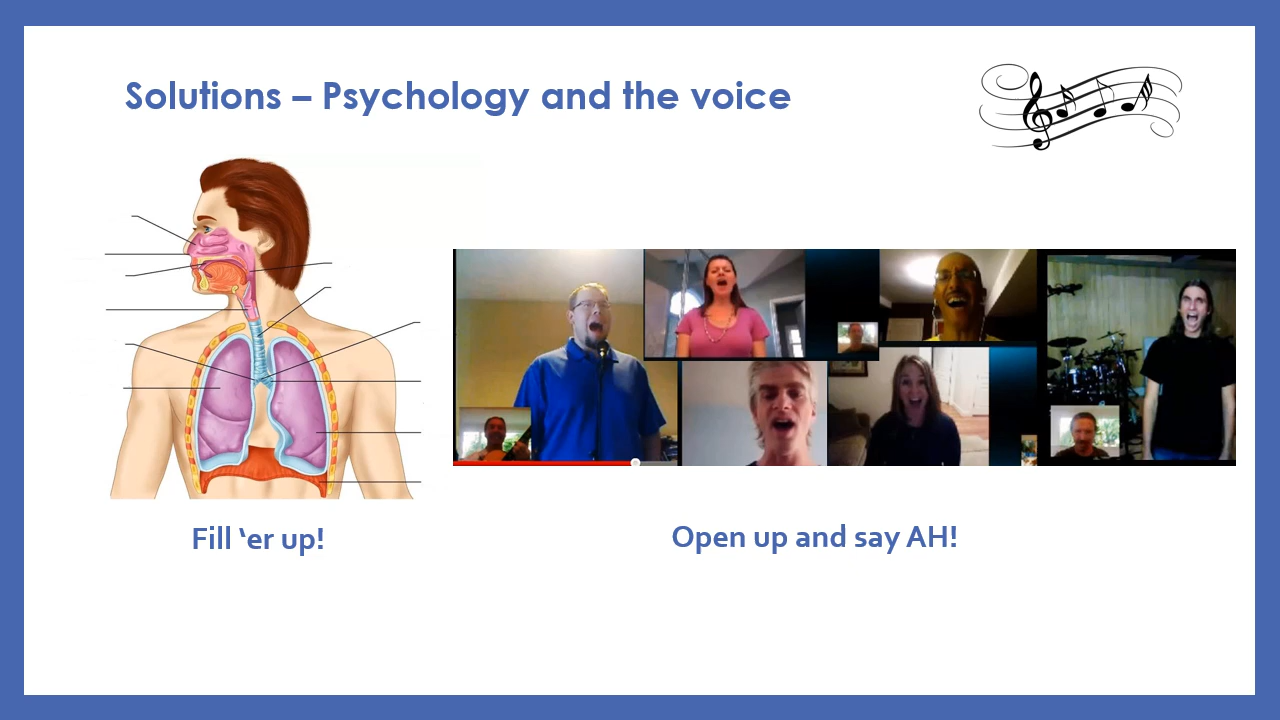 Solutions – Psychology and the voice
Fill ‘er up!
Open up and say AH!